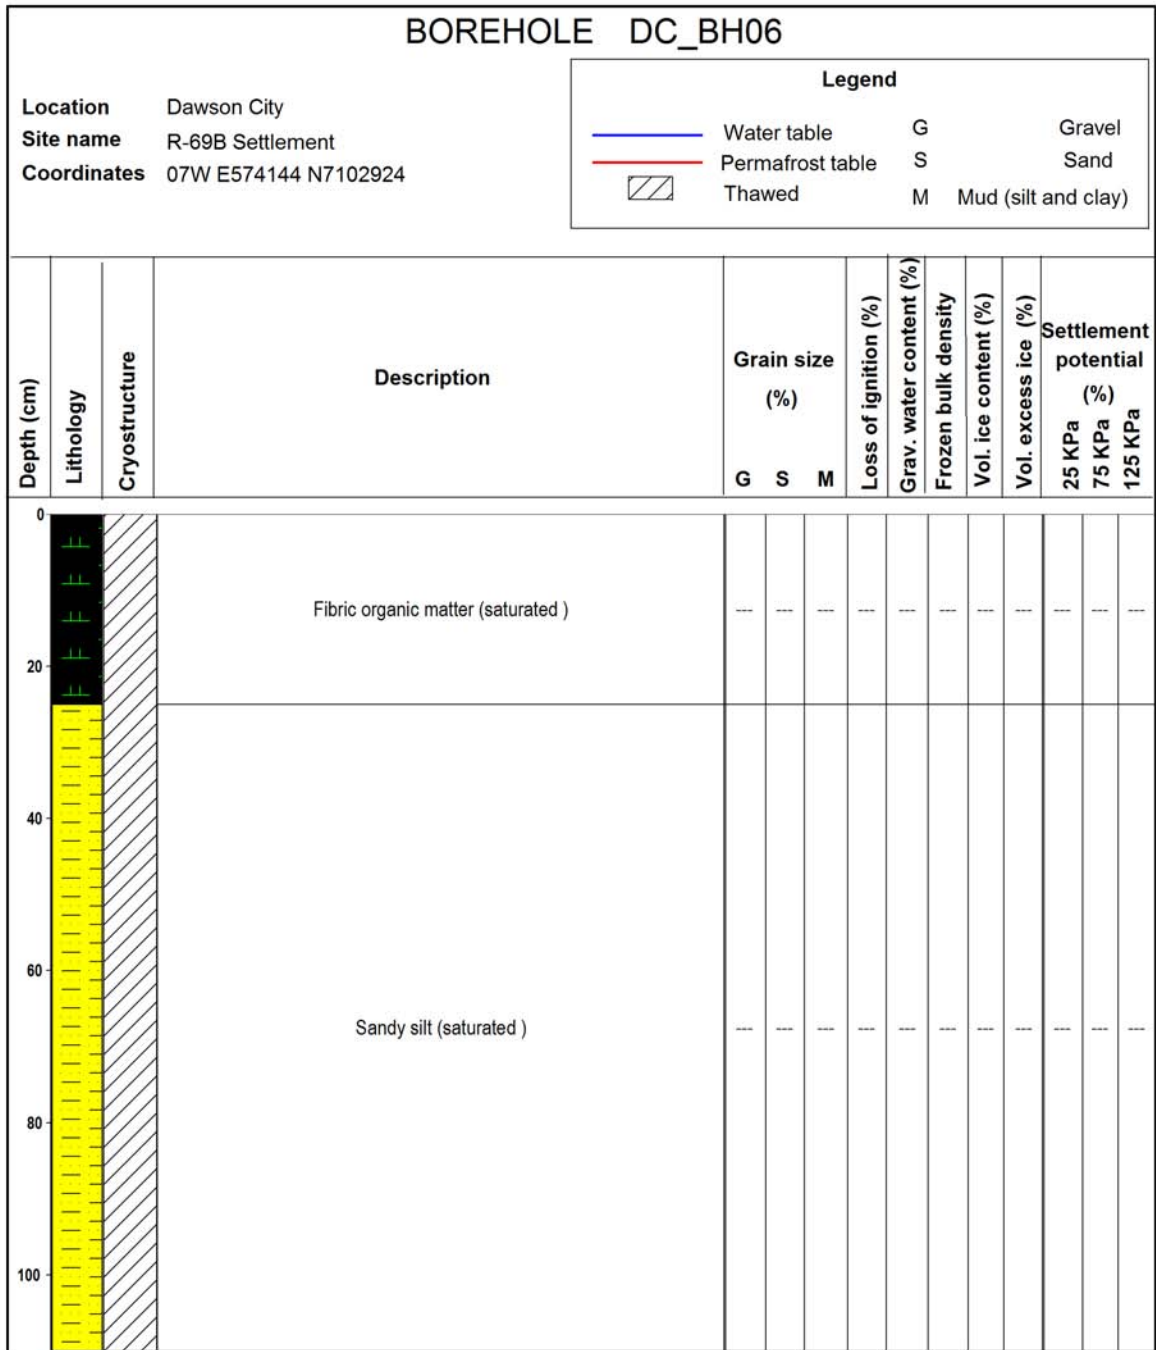 BOREHOLE DC_BH06
Location Dawson City
Site name R-69B Settlement
Coordinates 07W E574144 N7102924
Legend
Water table G Gravel
Permafrost table S Sand
Thawed M Mud (silt and clay)
Depth (cm)
Lithology
Cryostructure
Description
Grain size
(%)
G S M
Loss of ignition (%)
Grav. water content (%)
Frozen bulk density
Vol. ice content (%)
Vol. excess ice (%)
Settlement
potential
(%)
25 KPa
75 KPa
125 KPa
0
Fibric organic matter (saturated ) --- --- --- --- --- --- --- --- --- --- ---
20
40
60
Sandy silt (saturated ) --- --- --- --- --- --- --- --- --- --- ---
80
100